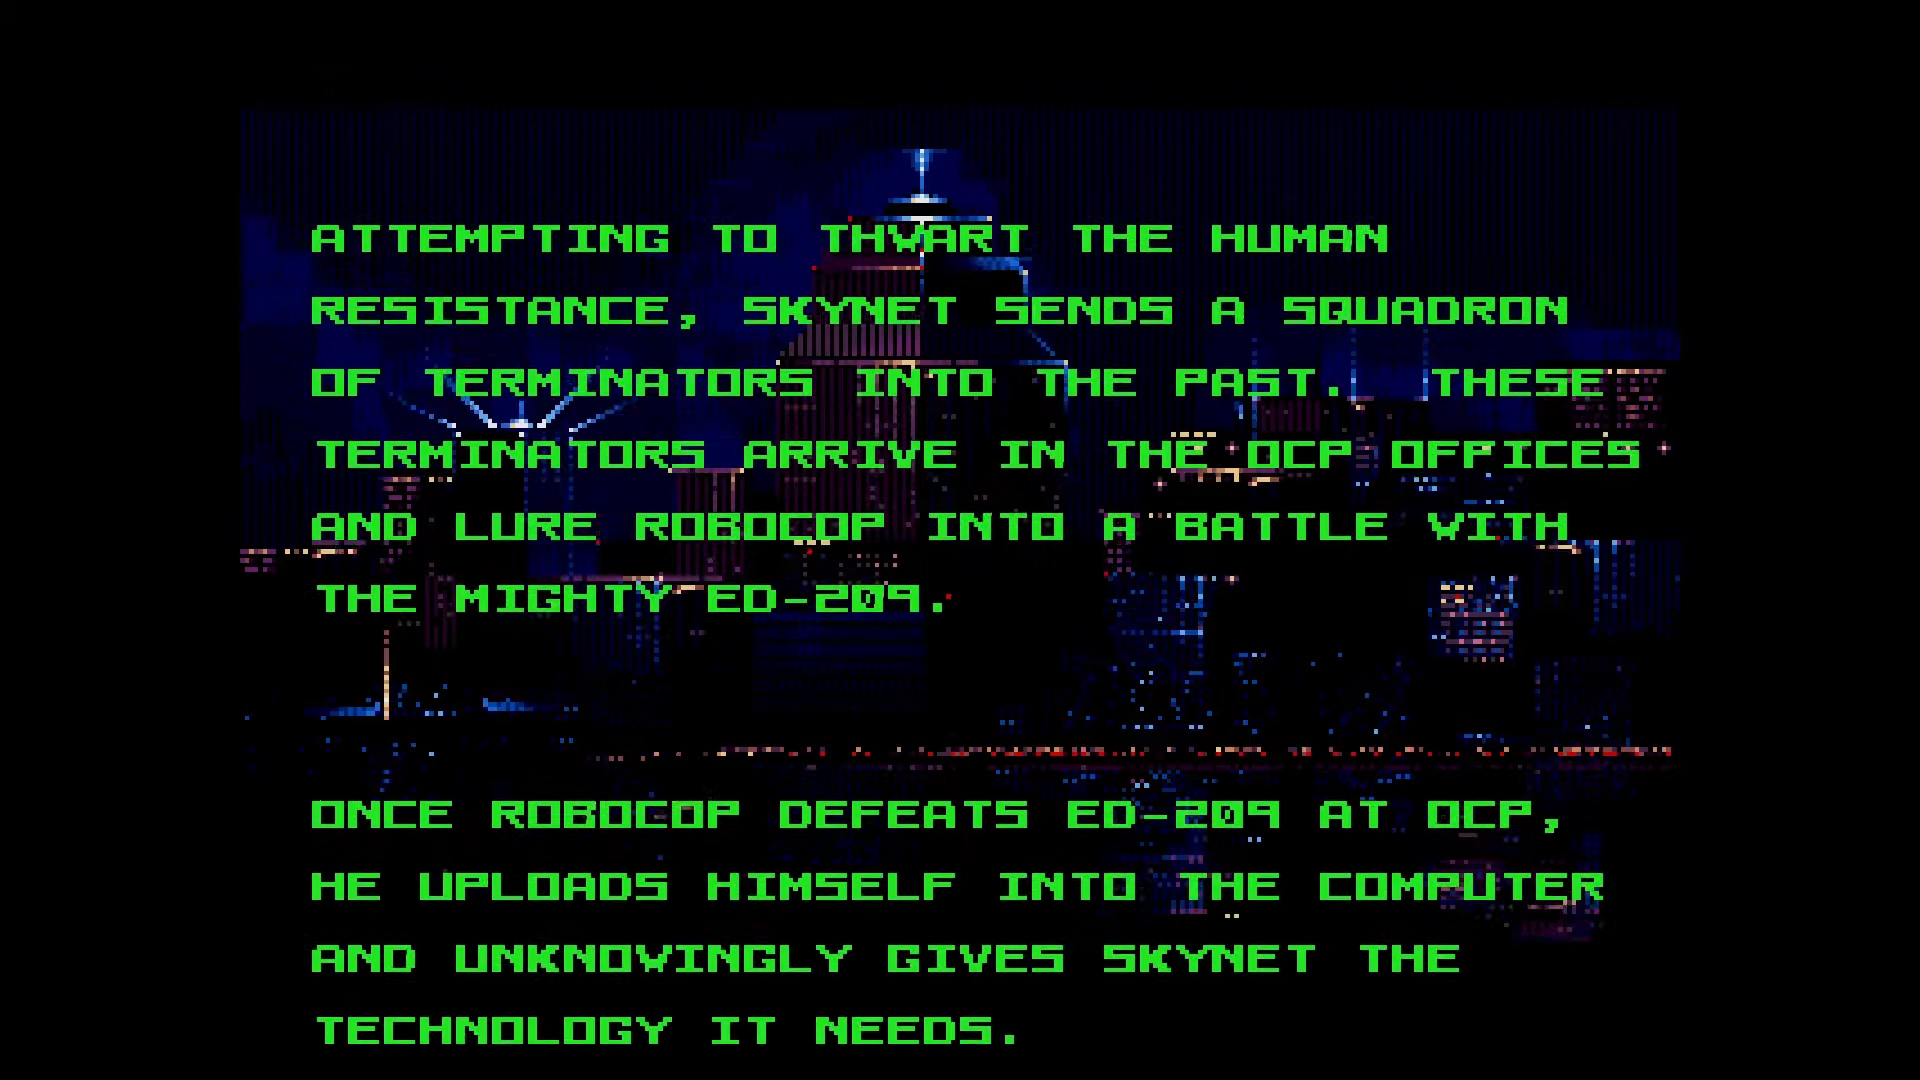 ATTEMPTING TO THWART THE HUMAN
RESISTANCE, SKYNET SENDS A SQUADRON
OF TERMINATORS INTO THE PAST. THESE
TERMINATORS ARRIVE IN THE OCP OFFICES
AND LURE ROBOCOP INTO A BATTLE WITH
THE MIGHTY ED-209.
ONCE ROBOCOP DEFEATS ED-209 AT OCP,
HE UPLOADS HIMSELF INTO THE COMPUTER
AND UNKNOWINGLY GIVES SKYNET THE
TECHNOLOGY IT NEEDS.